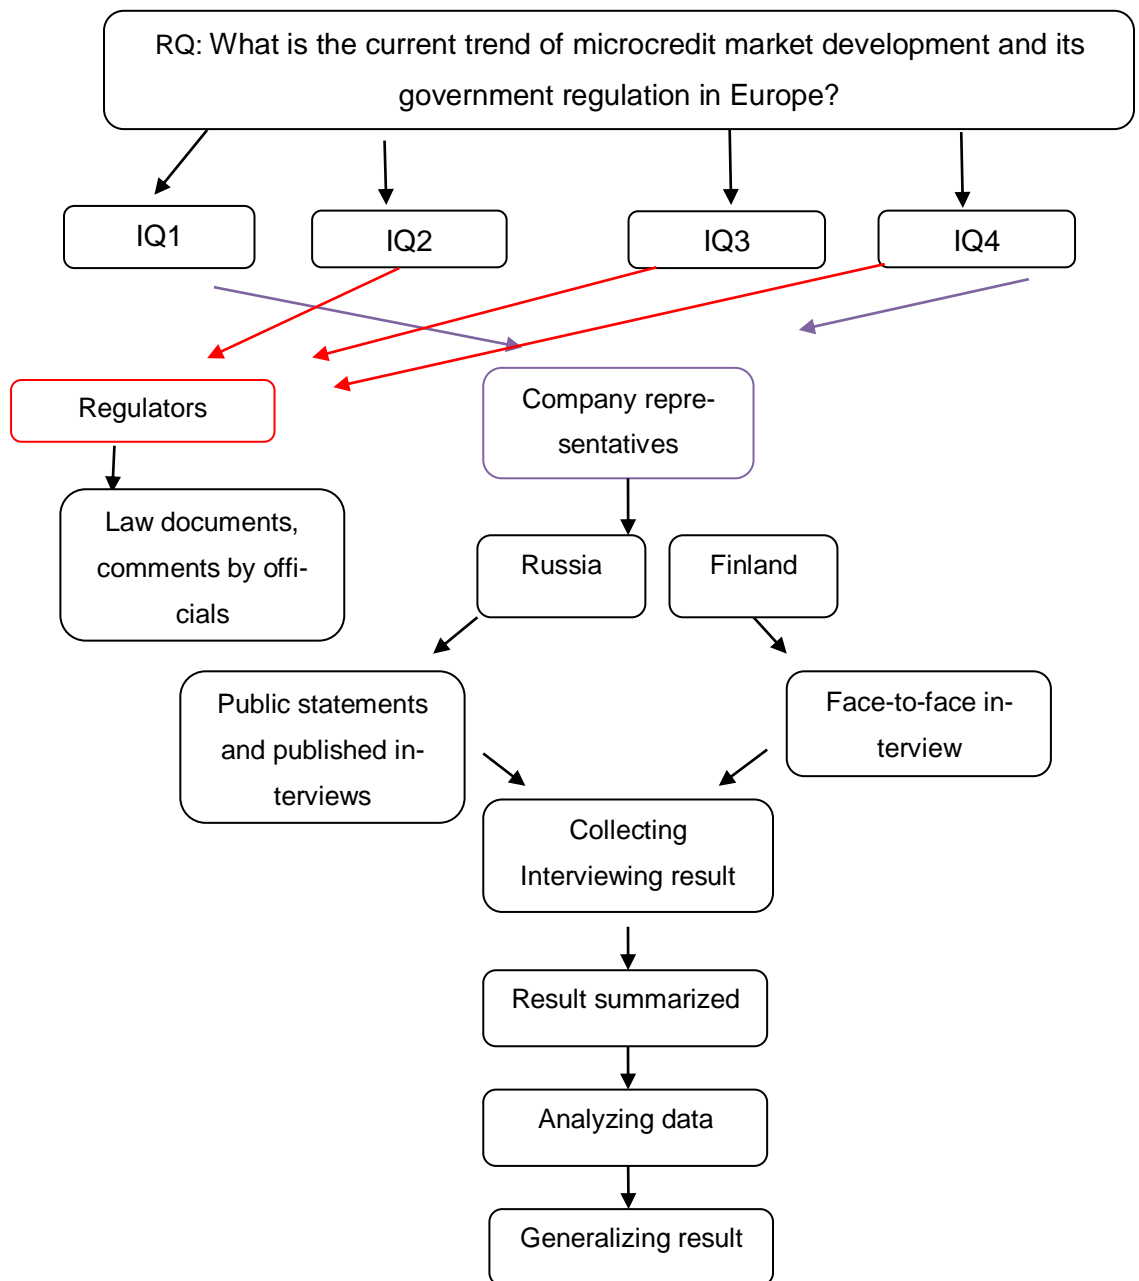 RQ: What is the current trend of microcredit market development and its
government regulation in Europe?
IQ1
IQ2
IQ3
IQ4
Regulators
Company repre-
sentatives
Law documents,
comments by offi-
cials
Russia
Finland
Public statements
and published in-
terviews
Face-to-face in-
terview
Collecting
Interviewing result
Result summarized
Analyzing data
Generalizing result